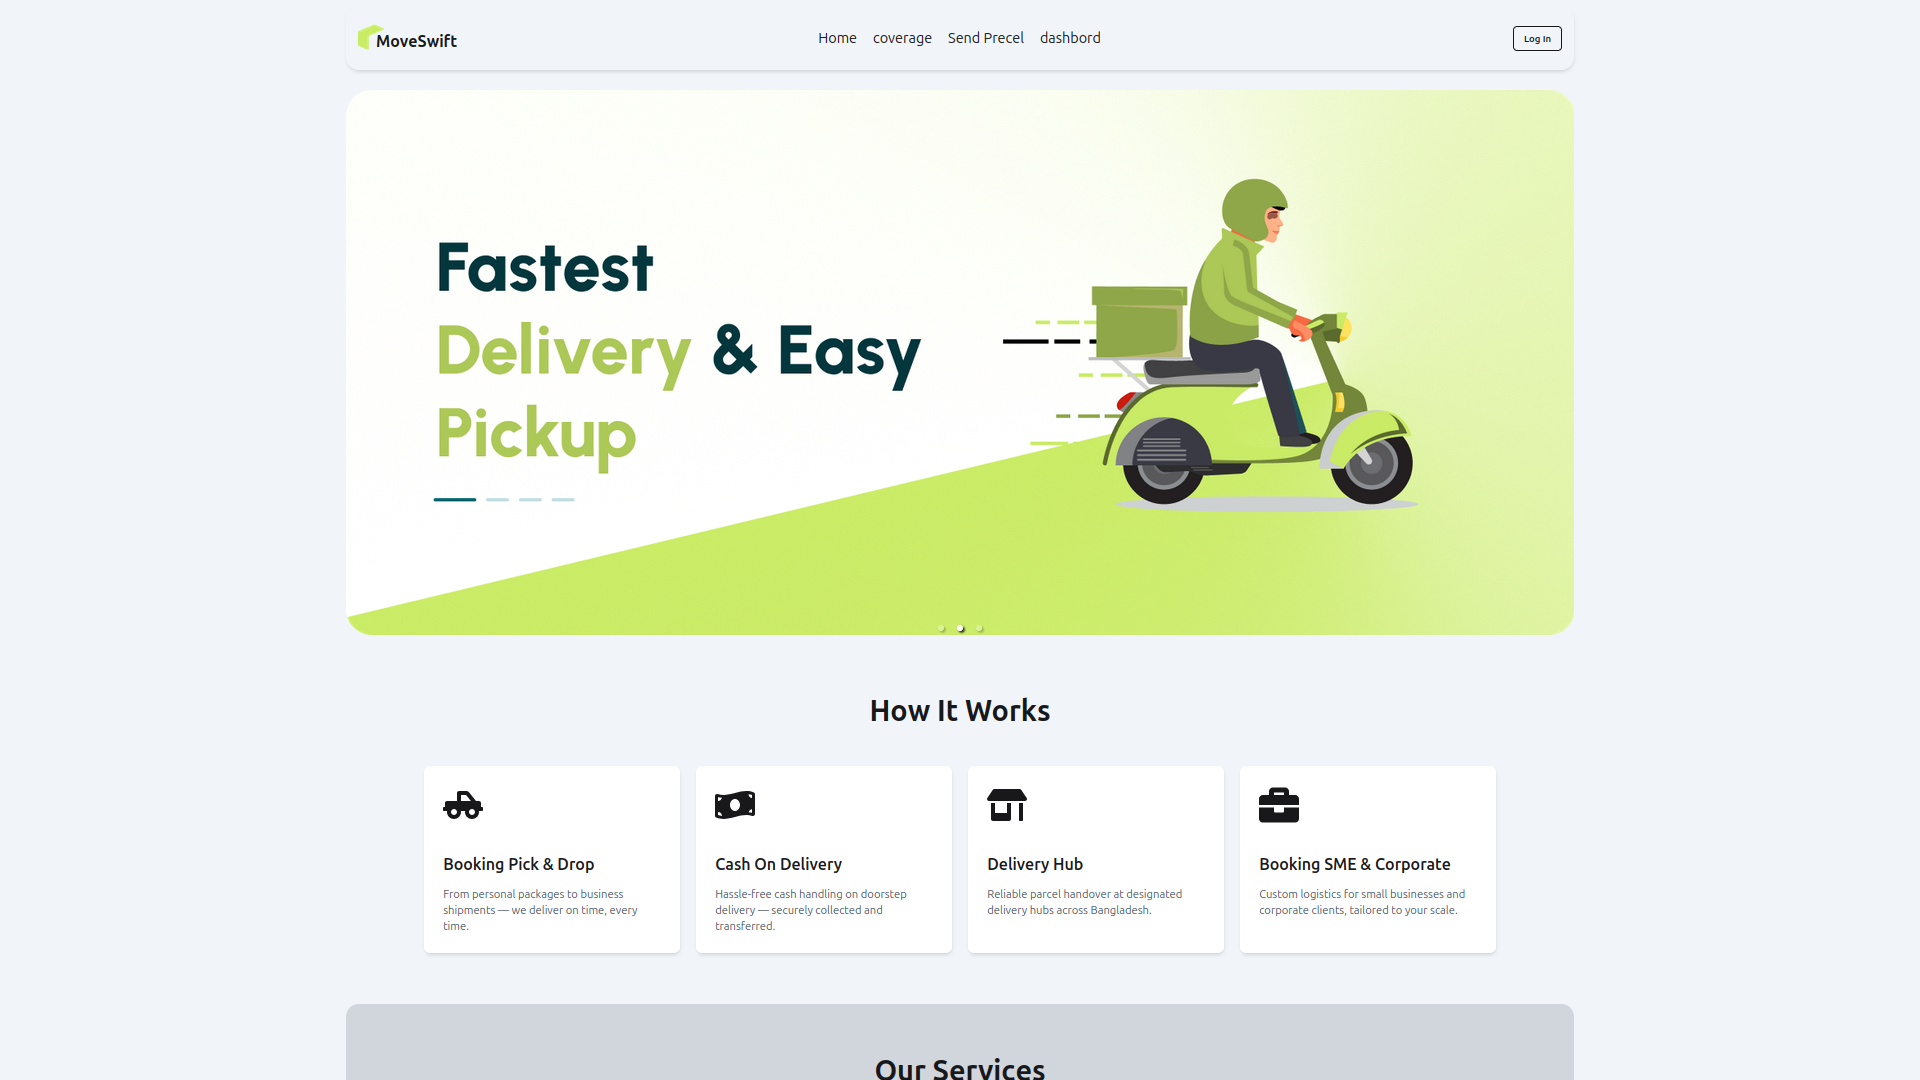 MoveSwift
Home coverage Send Precel dashbord
Log In
Fastest
Delivery & Easy
Pickup
How It Works
Booking Pick & Drop
From personal packages to business
shipments — we deliver on time, every
time.
Cash On Delivery
Hassle-free cash handling on doorstep
delivery — securely collected and
transferred.
Delivery Hub
Reliable parcel handover at designated
delivery hubs across Bangladesh.
Booking SME & Corporate
Custom logistics for small businesses and
corporate clients, tailored to your scale.
Our Services